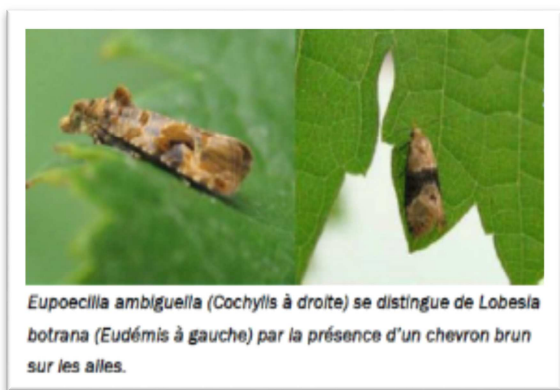 Eupoecilia ambiguella (Cochylis à droite) se distingue de Lobesia
botrana (Eudémis à gauche) par la présence d'un chevron brun
sur les ailes.